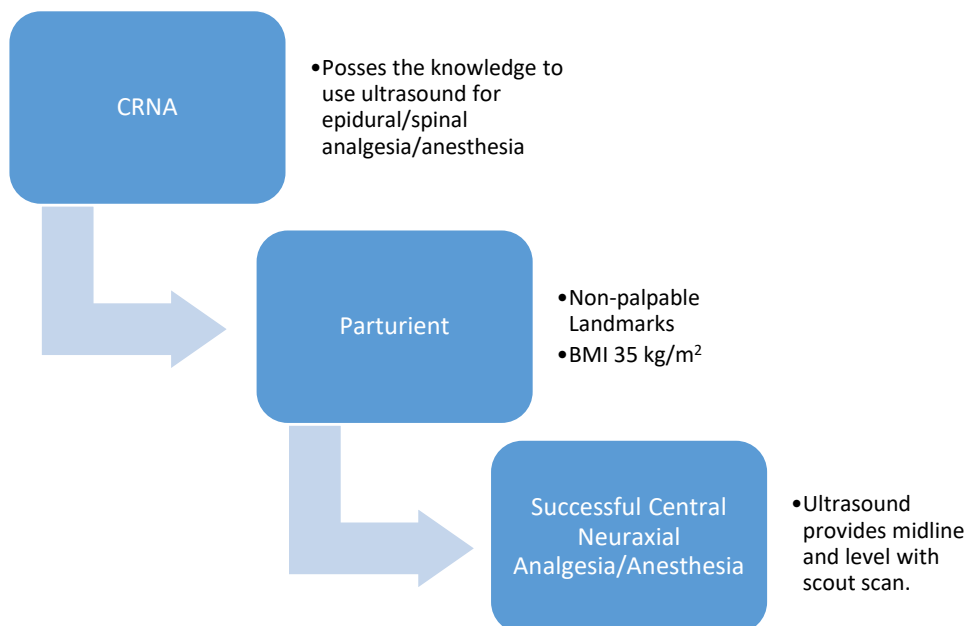 CRNA
•Posses the knowledge to
use ultrasound for
epidural/spinal
analgesia/anesthesia
Parturient
•Non-palpable
Landmarks
•BMI 35 kg/m²
Successful Central
Neuraxial
Analgesia/Anesthesia
•Ultrasound
provides midline
and level with
scout scan.